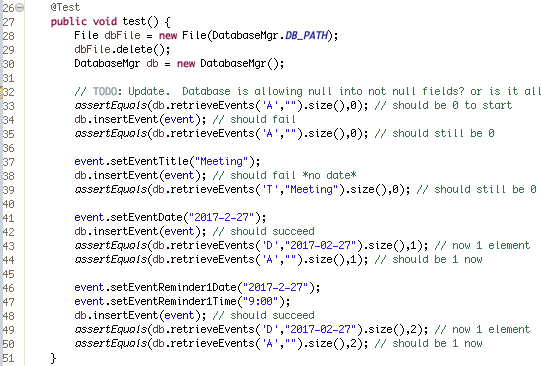 26 @Test
27 public void test() {
28 File dbFile = new File(DatabaseMgr.DB_PATH);
29 dbFile.delete();
30 DatabaseMgr db = new DatabaseMgr();
31
32 // TODO: Update. Database is allowing null into not null fields? or is it all
33 assertEquals(db.retrieveEvents('A',"").size(),0); // should be 0 to start
34 db.insertEvent(event); // should fail
35 assertEquals(db.retrieveEvents('A',"").size(),0); // should still be 0
36
37 event.setEventTitle("Meeting");
38 db.insertEvent(event); // should fail *no date*
39 assertEquals(db.retrieveEvents('T',"Meeting").size(),0); // should still be 0
40
41 event.setEventDate("2017-2-27");
42 db.insertEvent(event); // should succeed
43 assertEquals(db.retrieveEvents('D',"2017-02-27").size(),1); // now 1 element
44 assertEquals(db.retrieveEvents('A',"").size(),1); // should be 1 now
45
46 event.setEventReminder1Date("2017-2-27");
47 event.setEventReminder1Time("9:00");
48 db.insertEvent(event); // should succeed
49 assertEquals(db.retrieveEvents('D',"2017-02-27").size(),2); // now 1 element
50 assertEquals(db.retrieveEvents('A',"").size(),2); // should be 1 now
51 }